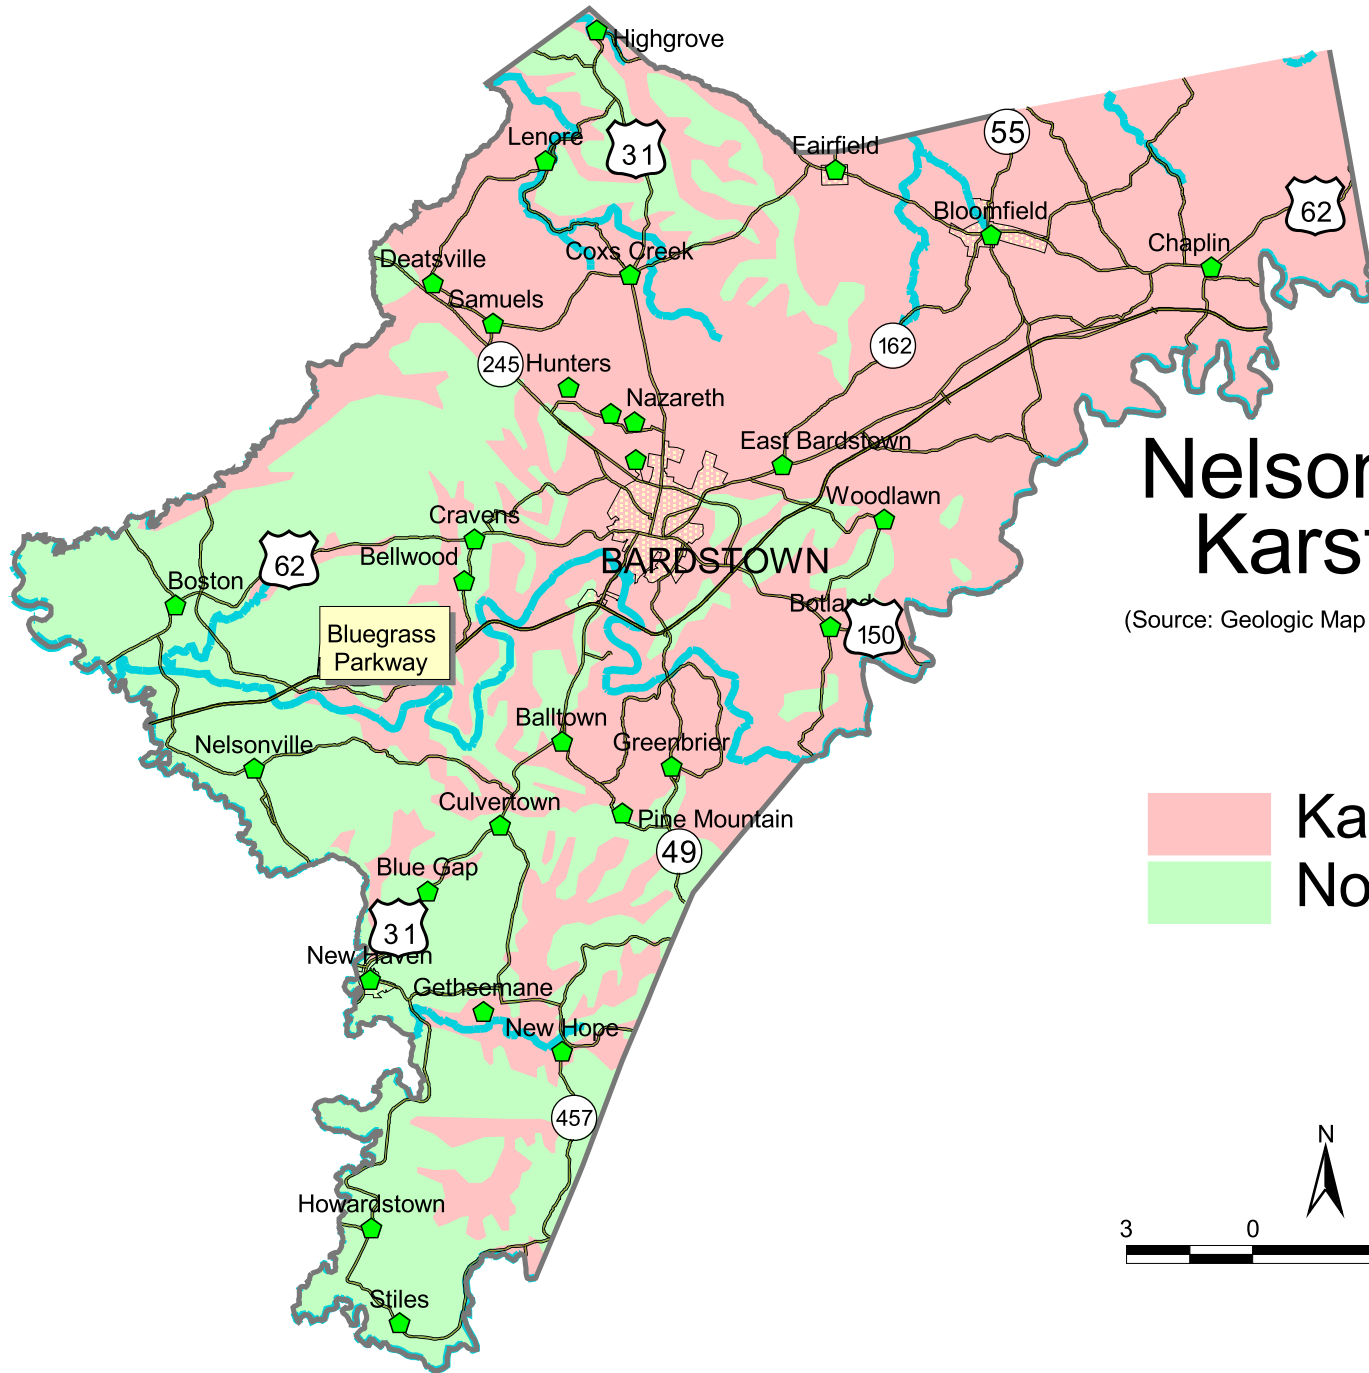 Highgrove
Lenore
31
Fairfield
55
Bloomfield
62
Chaplin
Coxs Creek
Deatsville
Samuels
245
Hunters
162
Nazareth
East Bardstown
Woodlawn
Nelson
Karst
(Source: Geologic Map
Cravens
BARDSTOWN
Bellwood
62
Boston
Botland
150
Bluegrass
Parkway
Balltown
Greenbrier
Nelsonville
Culvertown
Pine Mountain
49
Ka
No
Blue Gap
31
New Haven
Gethsemane
New Hope
457
N
Howardstown
3 0
Stiles